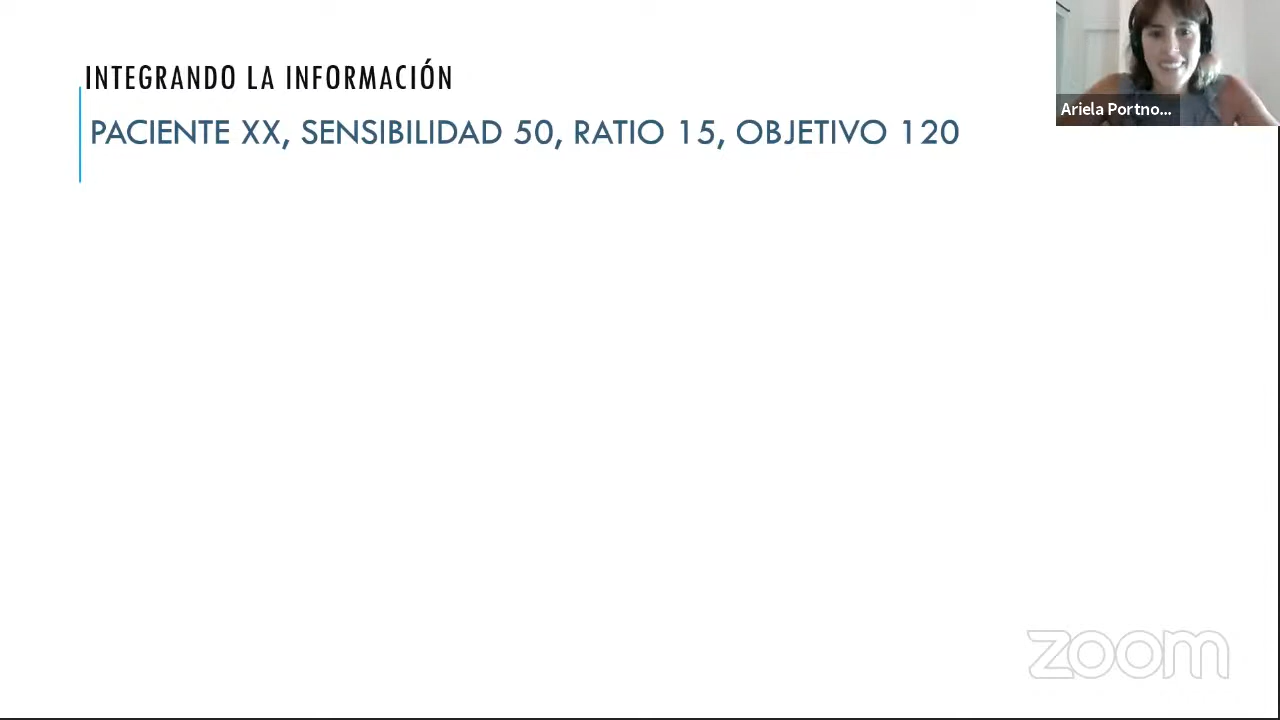 INTEGRANDO LA INFORMACIÓN
PACIENTE XX, SENSIBILIDAD 50, RATIO 15, OBJETIVO 120
Ariela Portno...
zoom